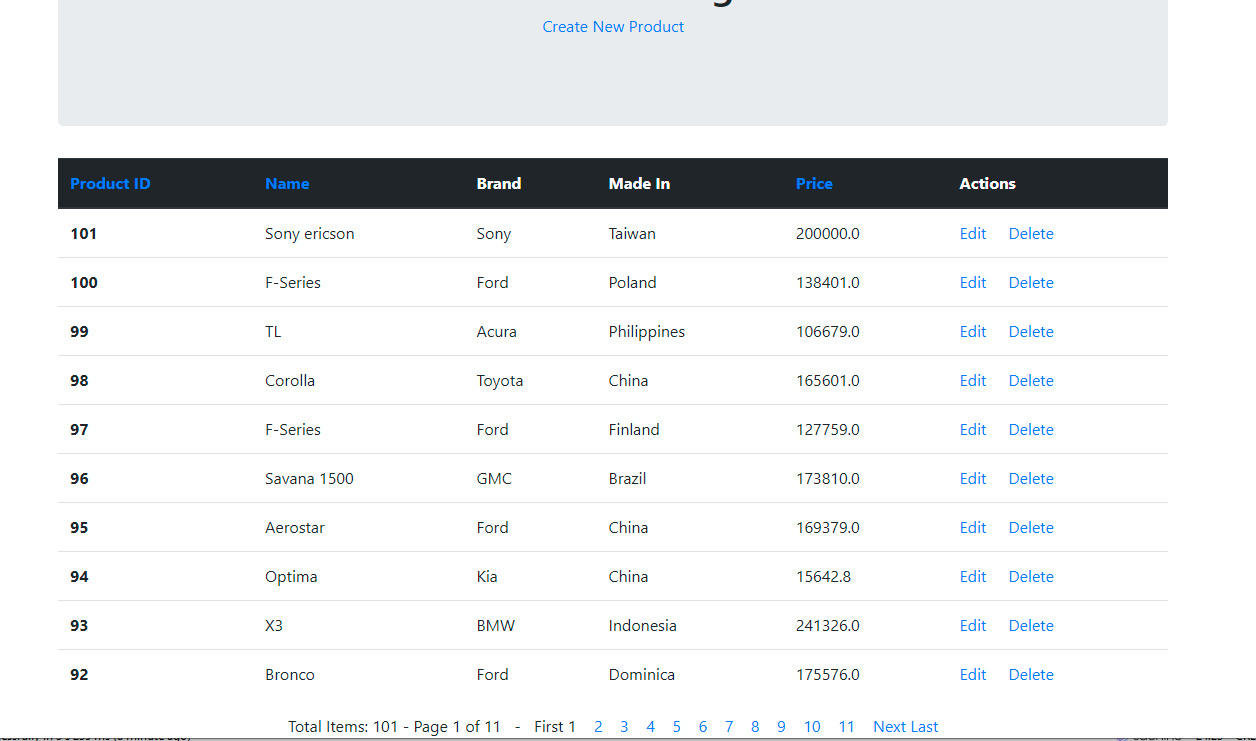 Create New Product
Product ID Name Brand Made In Price Actions
101 Sony ericson Sony Taiwan 200000.0 Edit Delete
100 F-Series Ford Poland 138401.0 Edit Delete
99 TL Acura Philippines 106679.0 Edit Delete
98 Corolla Toyota China 165601.0 Edit Delete
97 F-Series Ford Finland 127759.0 Edit Delete
96 Savana 1500 GMC Brazil 173810.0 Edit Delete
95 Aerostar Ford China 169379.0 Edit Delete
94 Optima Kia China 15642.8 Edit Delete
93 X3 BMW Indonesia 241326.0 Edit Delete
92 Bronco Ford Dominica 175576.0 Edit Delete
Total Items: 101 - Page 1 of 11 - First 1 2 3 4 5 6 7 8 9 10 11 Next Last